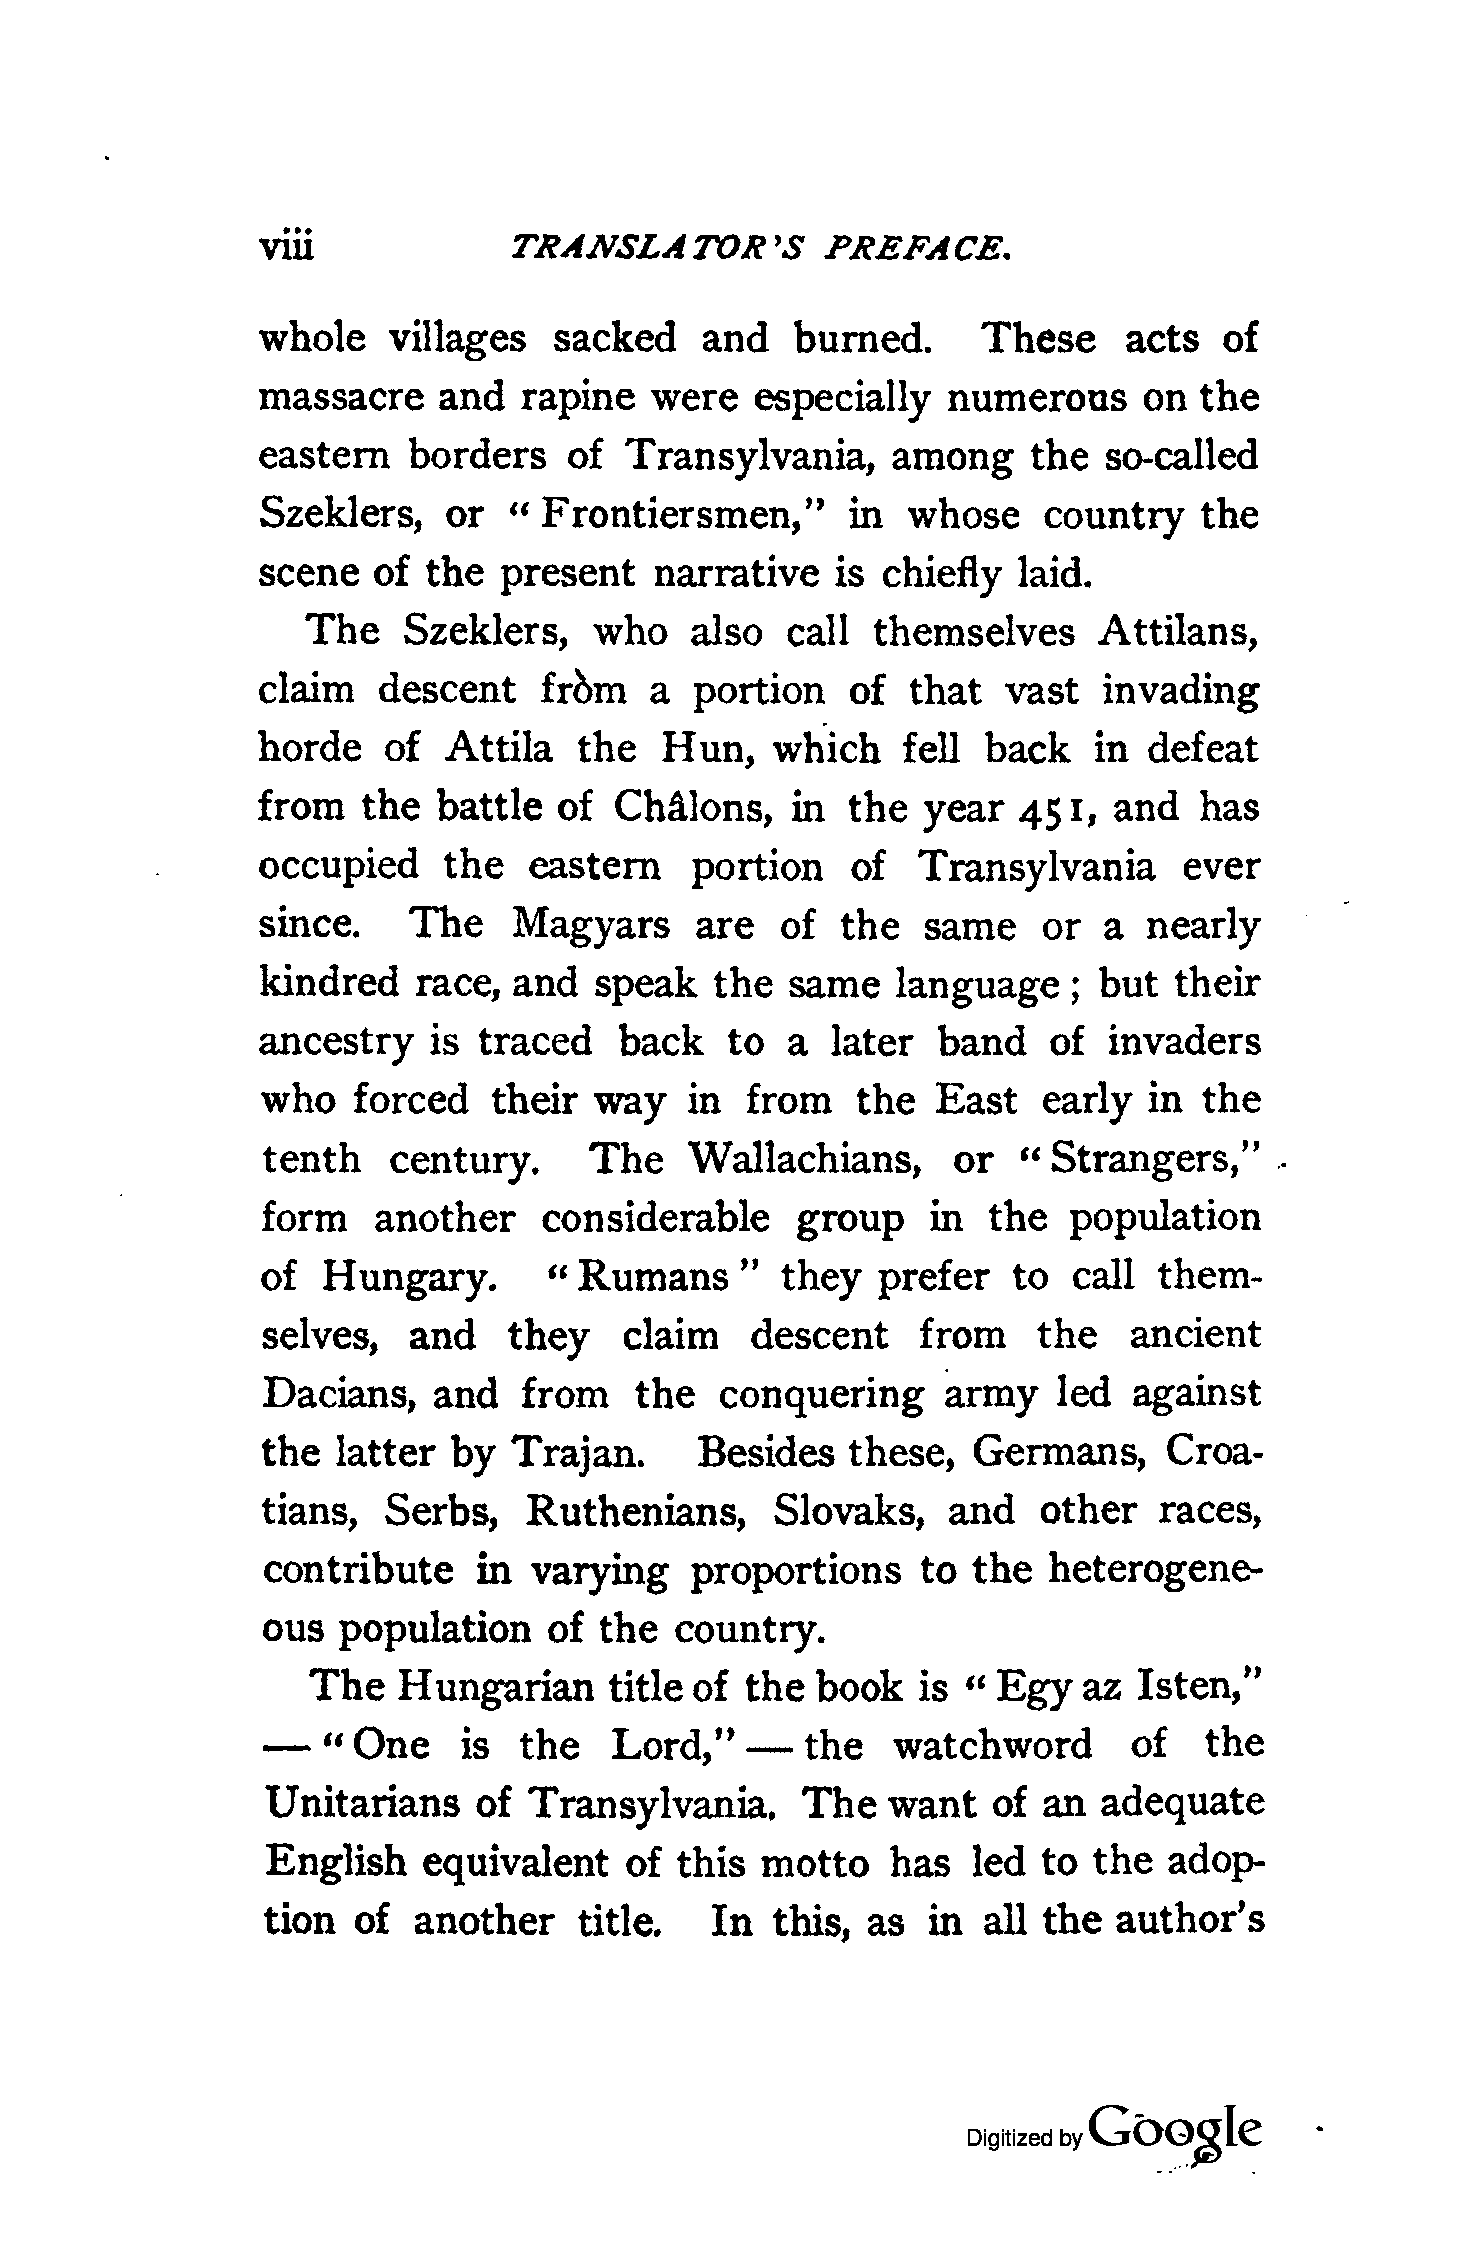 viii TRANSLATOR'S PREFACE.
whole villages sacked and burned. These acts of
massacre and rapine were especially numerous on the
eastern borders of Transylvania, among the so-called
Szeklers, or "Frontiersmen," in whose country the
scene of the present narrative is chiefly laid.
The Szeklers, who also call themselves Attilans,
claim descent from a portion of that vast invading
horde of Attila the Hun, which fell back in defeat
from the battle of Châlons, in the year 451, and has
occupied the eastern portion of Transylvania ever
since. The Magyars are of the same or a nearly
kindred race, and speak the same language; but their
ancestry is traced back to a later band of invaders
who forced their way in from the East early in the
tenth century. The Wallachians, or "Strangers,"
form another considerable group in the population
of Hungary. "Rumans" they prefer to call them-
selves, and they claim descent from the ancient
Dacians, and from the conquering army led against
the latter by Trajan. Besides these, Germans, Croa-
tians, Serbs, Ruthenians, Slovaks, and other races,
contribute in varying proportions to the heterogene-
ous population of the country.
The Hungarian title of the book is "Egy az Isten,"
— "One is the Lord," — the watchword of the
Unitarians of Transylvania. The want of an adequate
English equivalent of this motto has led to the adop-
tion of another title. In this, as in all the author's
Digitized by Google